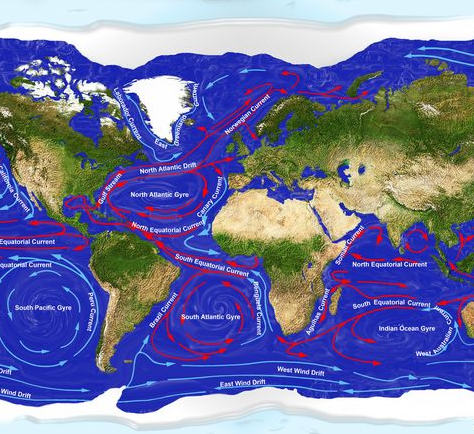 Labrador Current
East
Greenland
Current
Norwegian Current
North Atlantic Drift
Gulf Stream
North Atlantic Gyre
Canary Current
California Current
North Equatorial Current
Equatorial Current
Equatorial Current
South Equatorial Current
South Pacific Gyre
Peru Current
Brazil Current
South Atlantic Gyre
Benguela Current
Agulhas Current
Somali Current
North Equatorial Current
South Equatorial Current
Indian Ocean Gyre
West Australian
Current
West Wind Drift
East Wind Drift
Drift
Wind Drift